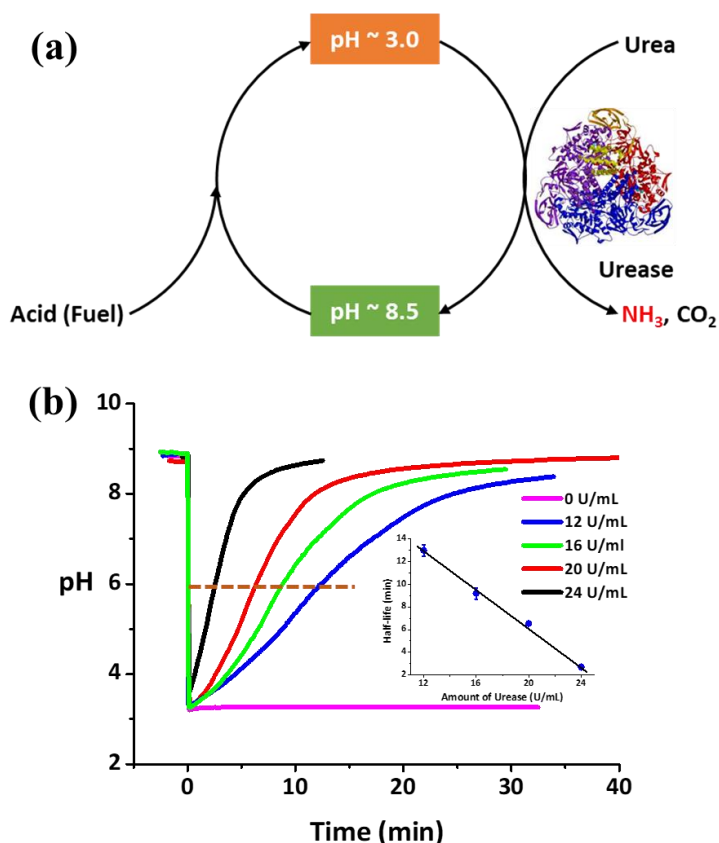 (a)
pH ~ 3.0
Urea
Urease
Acid (Fuel)
pH ~ 8.5
NH₃, CO₂
(b)
10
8
6
4
2
pH
0 U/mL
12 U/mL
16 U/ml
20 U/mL
24 U/mL
14
12
10
8
6
4
2
Half-life (min)
12 16 20 24
Amount of Urease (U/mL)
0 10 20 30 40
Time (min)